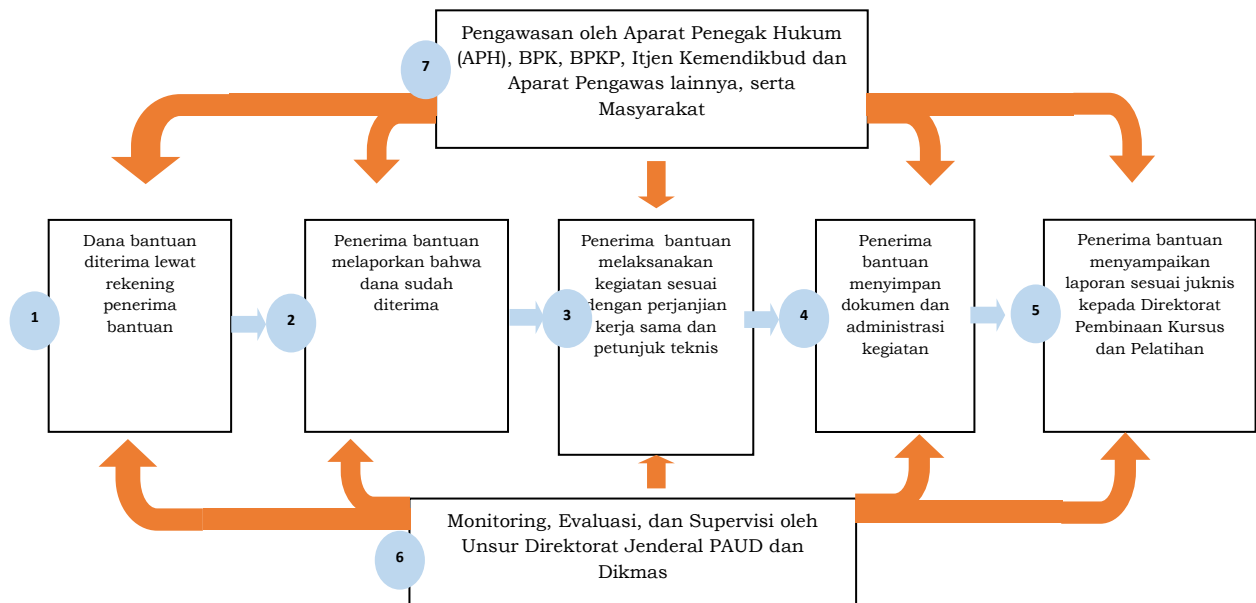 7
Pengawasan oleh Aparat Penegak Hukum
(APH), BPK, BPKP, Itjen Kemendikbud dan
Aparat Pengawas lainnya, serta
Masyarakat
1
Dana bantuan
diterima lewat
rekening
penerima
bantuan
2
Penerima bantuan
melaporkan bahwa
dana sudah
diterima
3
Penerima bantuan
melaksanakan
kegiatan sesuai
dengan perjanjian
kerja sama dan
petunjuk teknis
4
Penerima
bantuan
menyimpan
dokumen dan
administrasi
kegiatan
5
Penerima bantuan
menyampaikan
laporan sesuai juknis
kepada Direktorat
Pembinaan Kursus
dan Pelatihan
6
Monitoring, Evaluasi, dan Supervisi oleh
Unsur Direktorat Jenderal PAUD dan
Dikmas